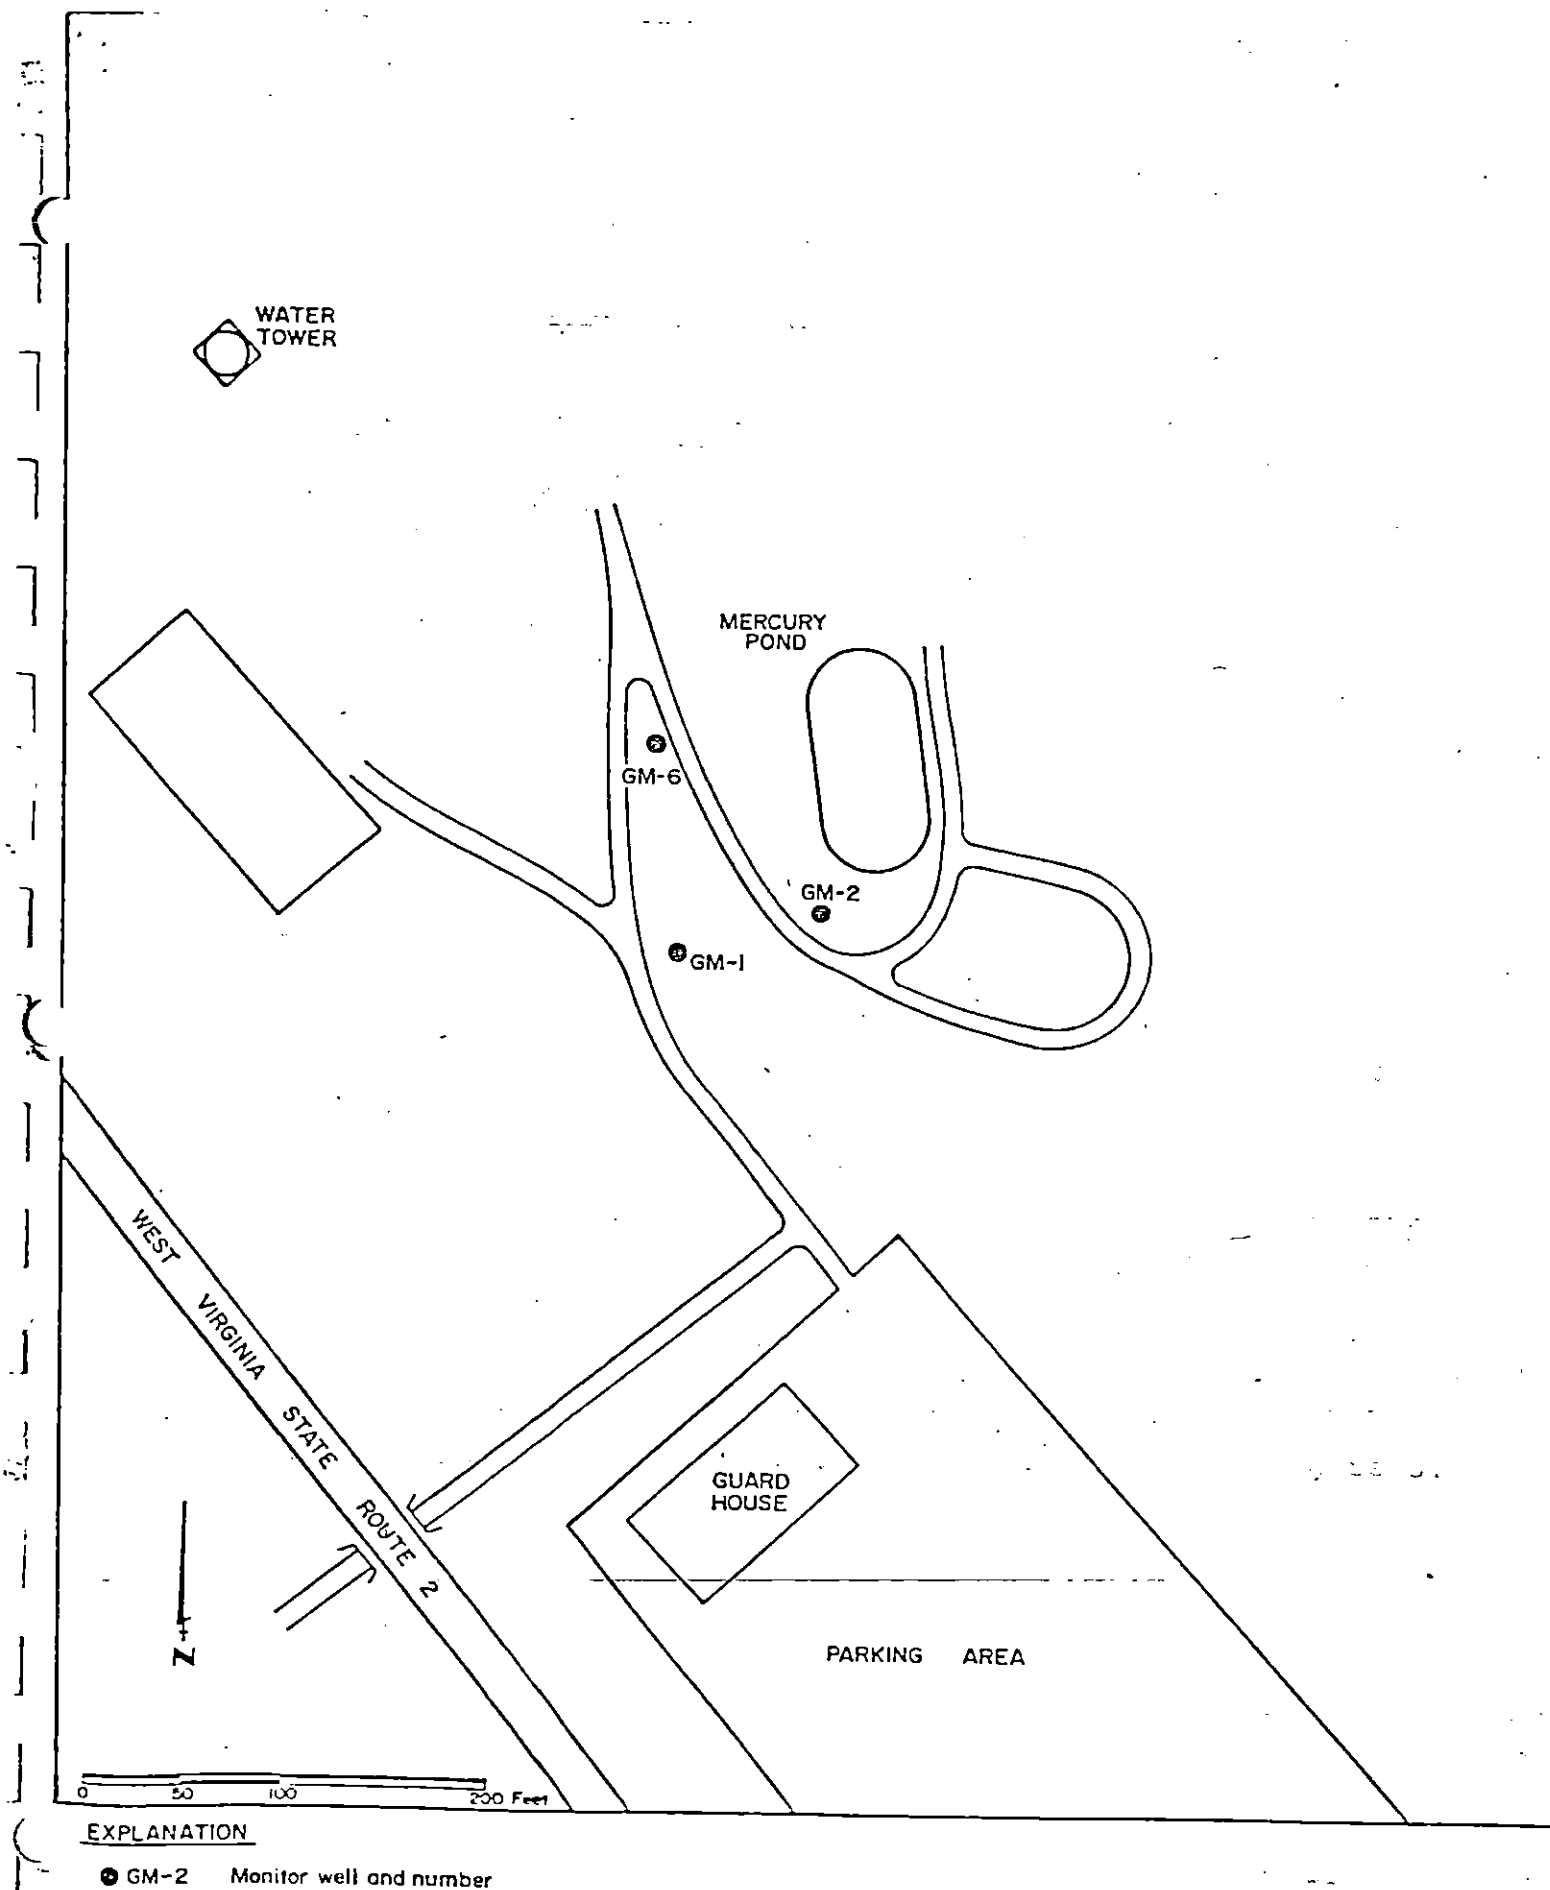 WATER
TOWER
MERCURY
POND
GM-6
GM-2
GM-1
WEST VIRGINIA STATE ROUTE 2
GUARD
HOUSE
PARKING AREA
N
0 50 100 200 Feet
EXPLANATION
GM-2 Monitor well and number